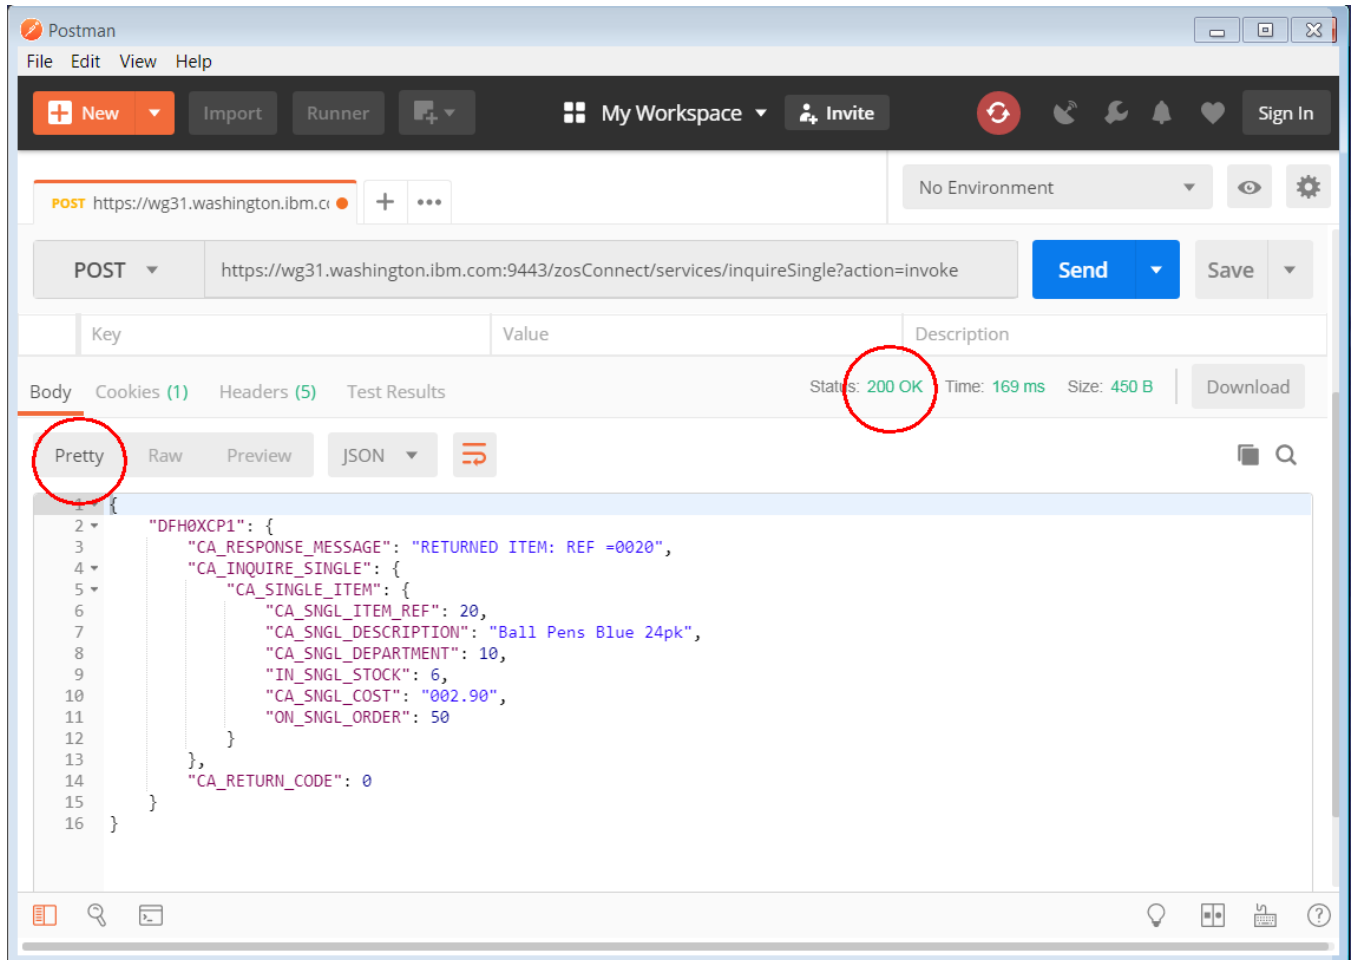 Postman
File Edit View Help
New Import Runner My Workspace Invite Sign In
POST https://wg31.washington.ibm.c No Environment
POST https://wg31.washington.ibm.com:9443/zosConnect/services/inquireSingle?action=invoke Send Save
Key Value Description
Body Cookies (1) Headers (5) Test Results Status: 200 OK Time: 169 ms Size: 450 B Download
Pretty Raw Preview JSON
1 {
2 "DFH0XCP1": {
3 "CA_RESPONSE_MESSAGE": "RETURNED ITEM: REF =0020",
4 "CA_INQUIRE_SINGLE": {
5 "CA_SINGLE_ITEM": {
6 "CA_SNGL_ITEM_REF": 20,
7 "CA_SNGL_DESCRIPTION": "Ball Pens Blue 24pk",
8 "CA_SNGL_DEPARTMENT": 10,
9 "IN_SNGL_STOCK": 6,
10 "CA_SNGL_COST": "002.90",
11 "ON_SNGL_ORDER": 50
12 }
13 },
14 "CA_RETURN_CODE": 0
15 }
16 }